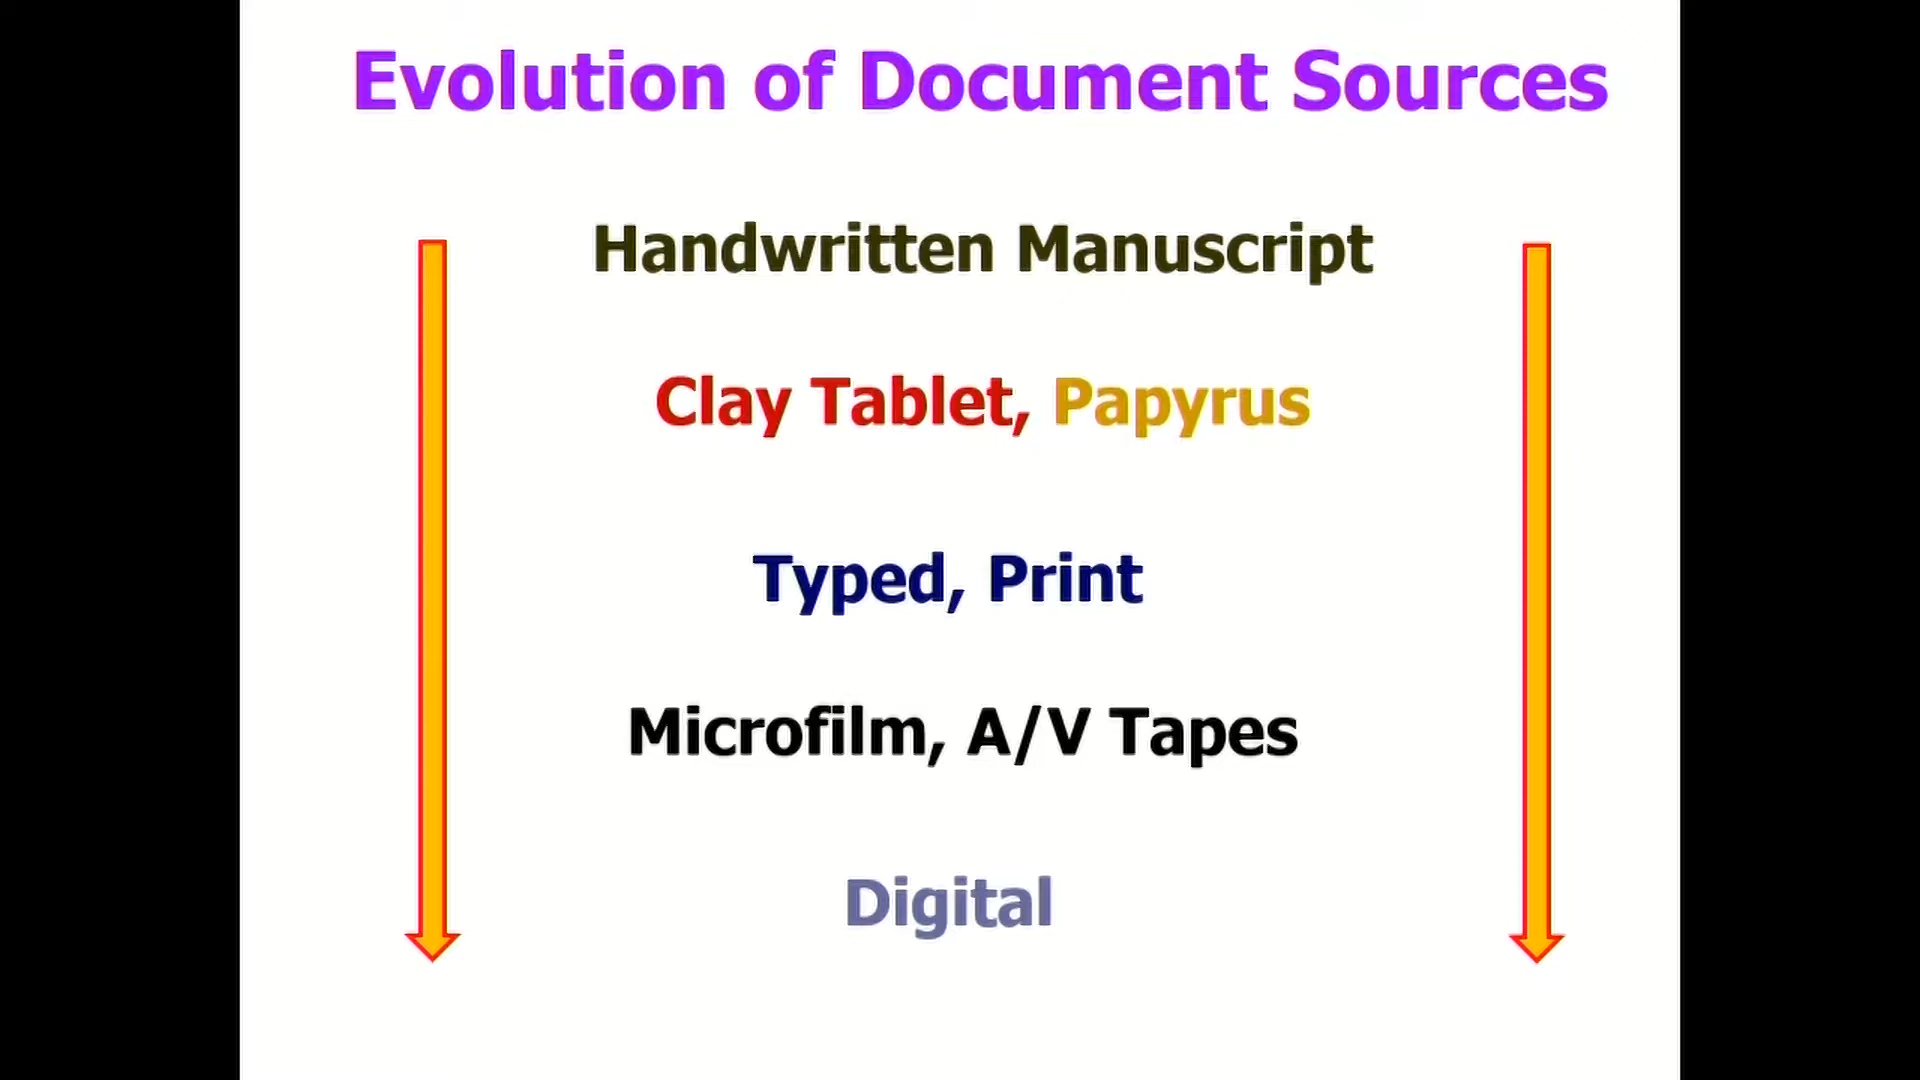 Evolution of Document Sources
Handwritten Manuscript
Clay Tablet, Papyrus
Typed, Print
Microfilm, A/V Tapes
Digital